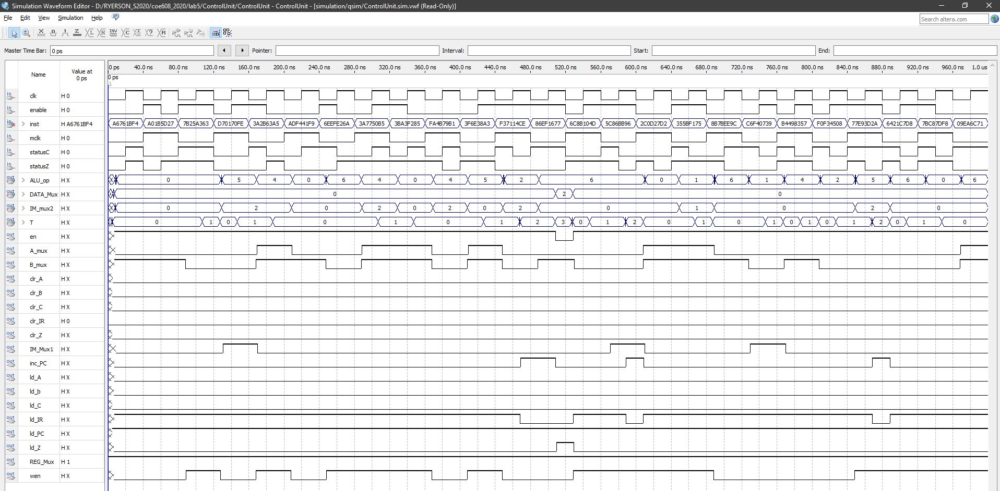 Simulation Waveform Editor - D:/RYERSON_S2020/coe608_2020/lab5/ControlUnit/ControlUnit - ControlUnit - [simulation/qsim/ControlUnit.sim.vwf (Read-Only)]
File Edit View Simulation Help
Search altera.com
Master Time Bar: 0 ps Pointer: Interval: Start: End:
Name Value at 0 ps
0 ps 40.0 ns 80.0 ns 120.0 ns 160.0 ns 200.0 ns 240.0 ns 280.0 ns 320.0 ns 360.0 ns 400.0 ns 440.0 ns 480.0 ns 520.0 ns 560.0 ns 600.0 ns 640.0 ns 680.0 ns 720.0 ns 760.0 ns 800.0 ns 840.0 ns 880.0 ns 920.0 ns 960.0 ns 1.0 us
0 ps
in clk H 0
in enable H 0
in inst H A6761BF4 A6761BF4 A01B5D27 7B25A363 D70170FE 3A2B63A5 ADF441F9 6EEFE26A 3A7750B5 3BA3F285 FA4B79B1 3F6E38A3 F37114CE 86EF1677 6C8B104D 5C86BB96 2C0D27D2 355BF175 8B7BEE9C C6F40739 B4498357 F0F34508 77E93D2A 6421C7D8 7BC87DF8 09EA6C71
in mclk H 0
in statusC H 0
in statusZ H 0
out ALU_op H X X 0 5 4 0 6 4 0 4 5 2 6 0 1 6 1 4 2 5 6 0 6
out DATA_Mux H X 0 2 0
out IM_mux2 H X X 0 2 0 2 0 2 0 2 0 1 0 2 0
out T H X 0 1 0 1 0 1 0 1 2 3 0 1 2 0 1 0 1 0 1 0 1 2 0 1 0
out en H X
out A_mux H X
out B_mux H X
out clr_A H X
out clr_B H X
out clr_C H X
out clr_IR H 0
out clr_Z H X
out IM_Mux1 H X
out inc_PC H X
out ld_A H X
out ld_b H X
out ld_C H X
out ld_IR H X
out ld_PC H X
out ld_Z H X
out REG_Mux H 1
out wen H X